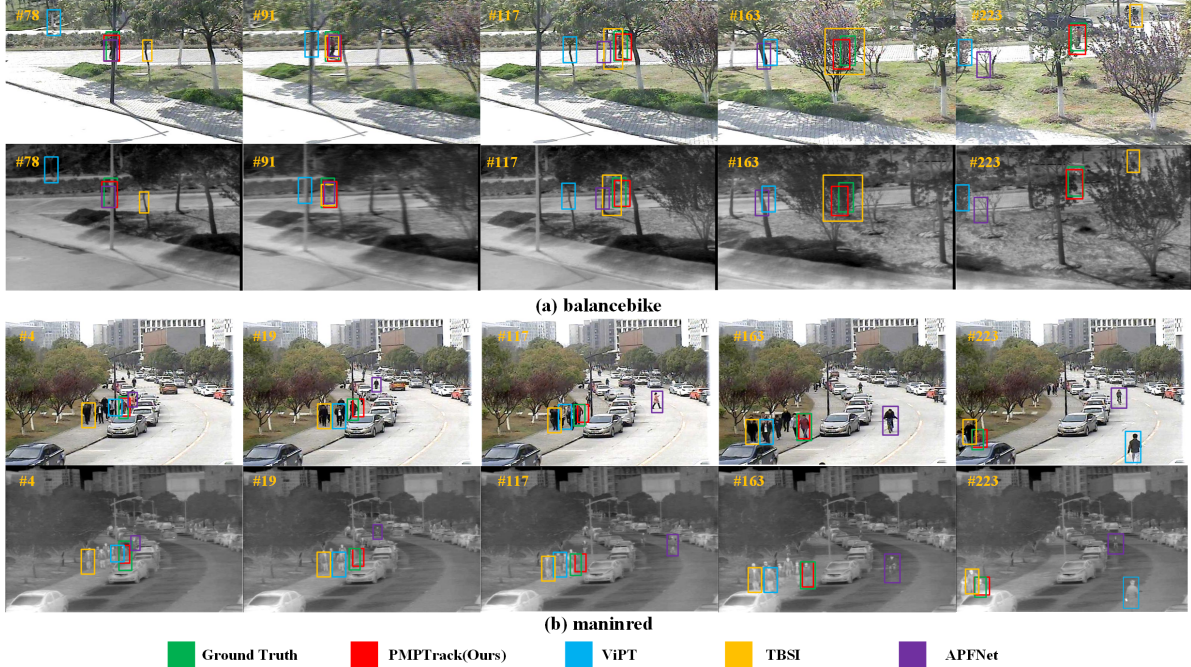 #78 #91 #117 #163 #223
#78 #91 #117 #163 #223
(a) balancebike
#4 #19 #117 #163 #223
#4 #19 #117 #163 #223
(b) maninred
Ground Truth PMPTrack(Ours) ViPT TBSI APFNet